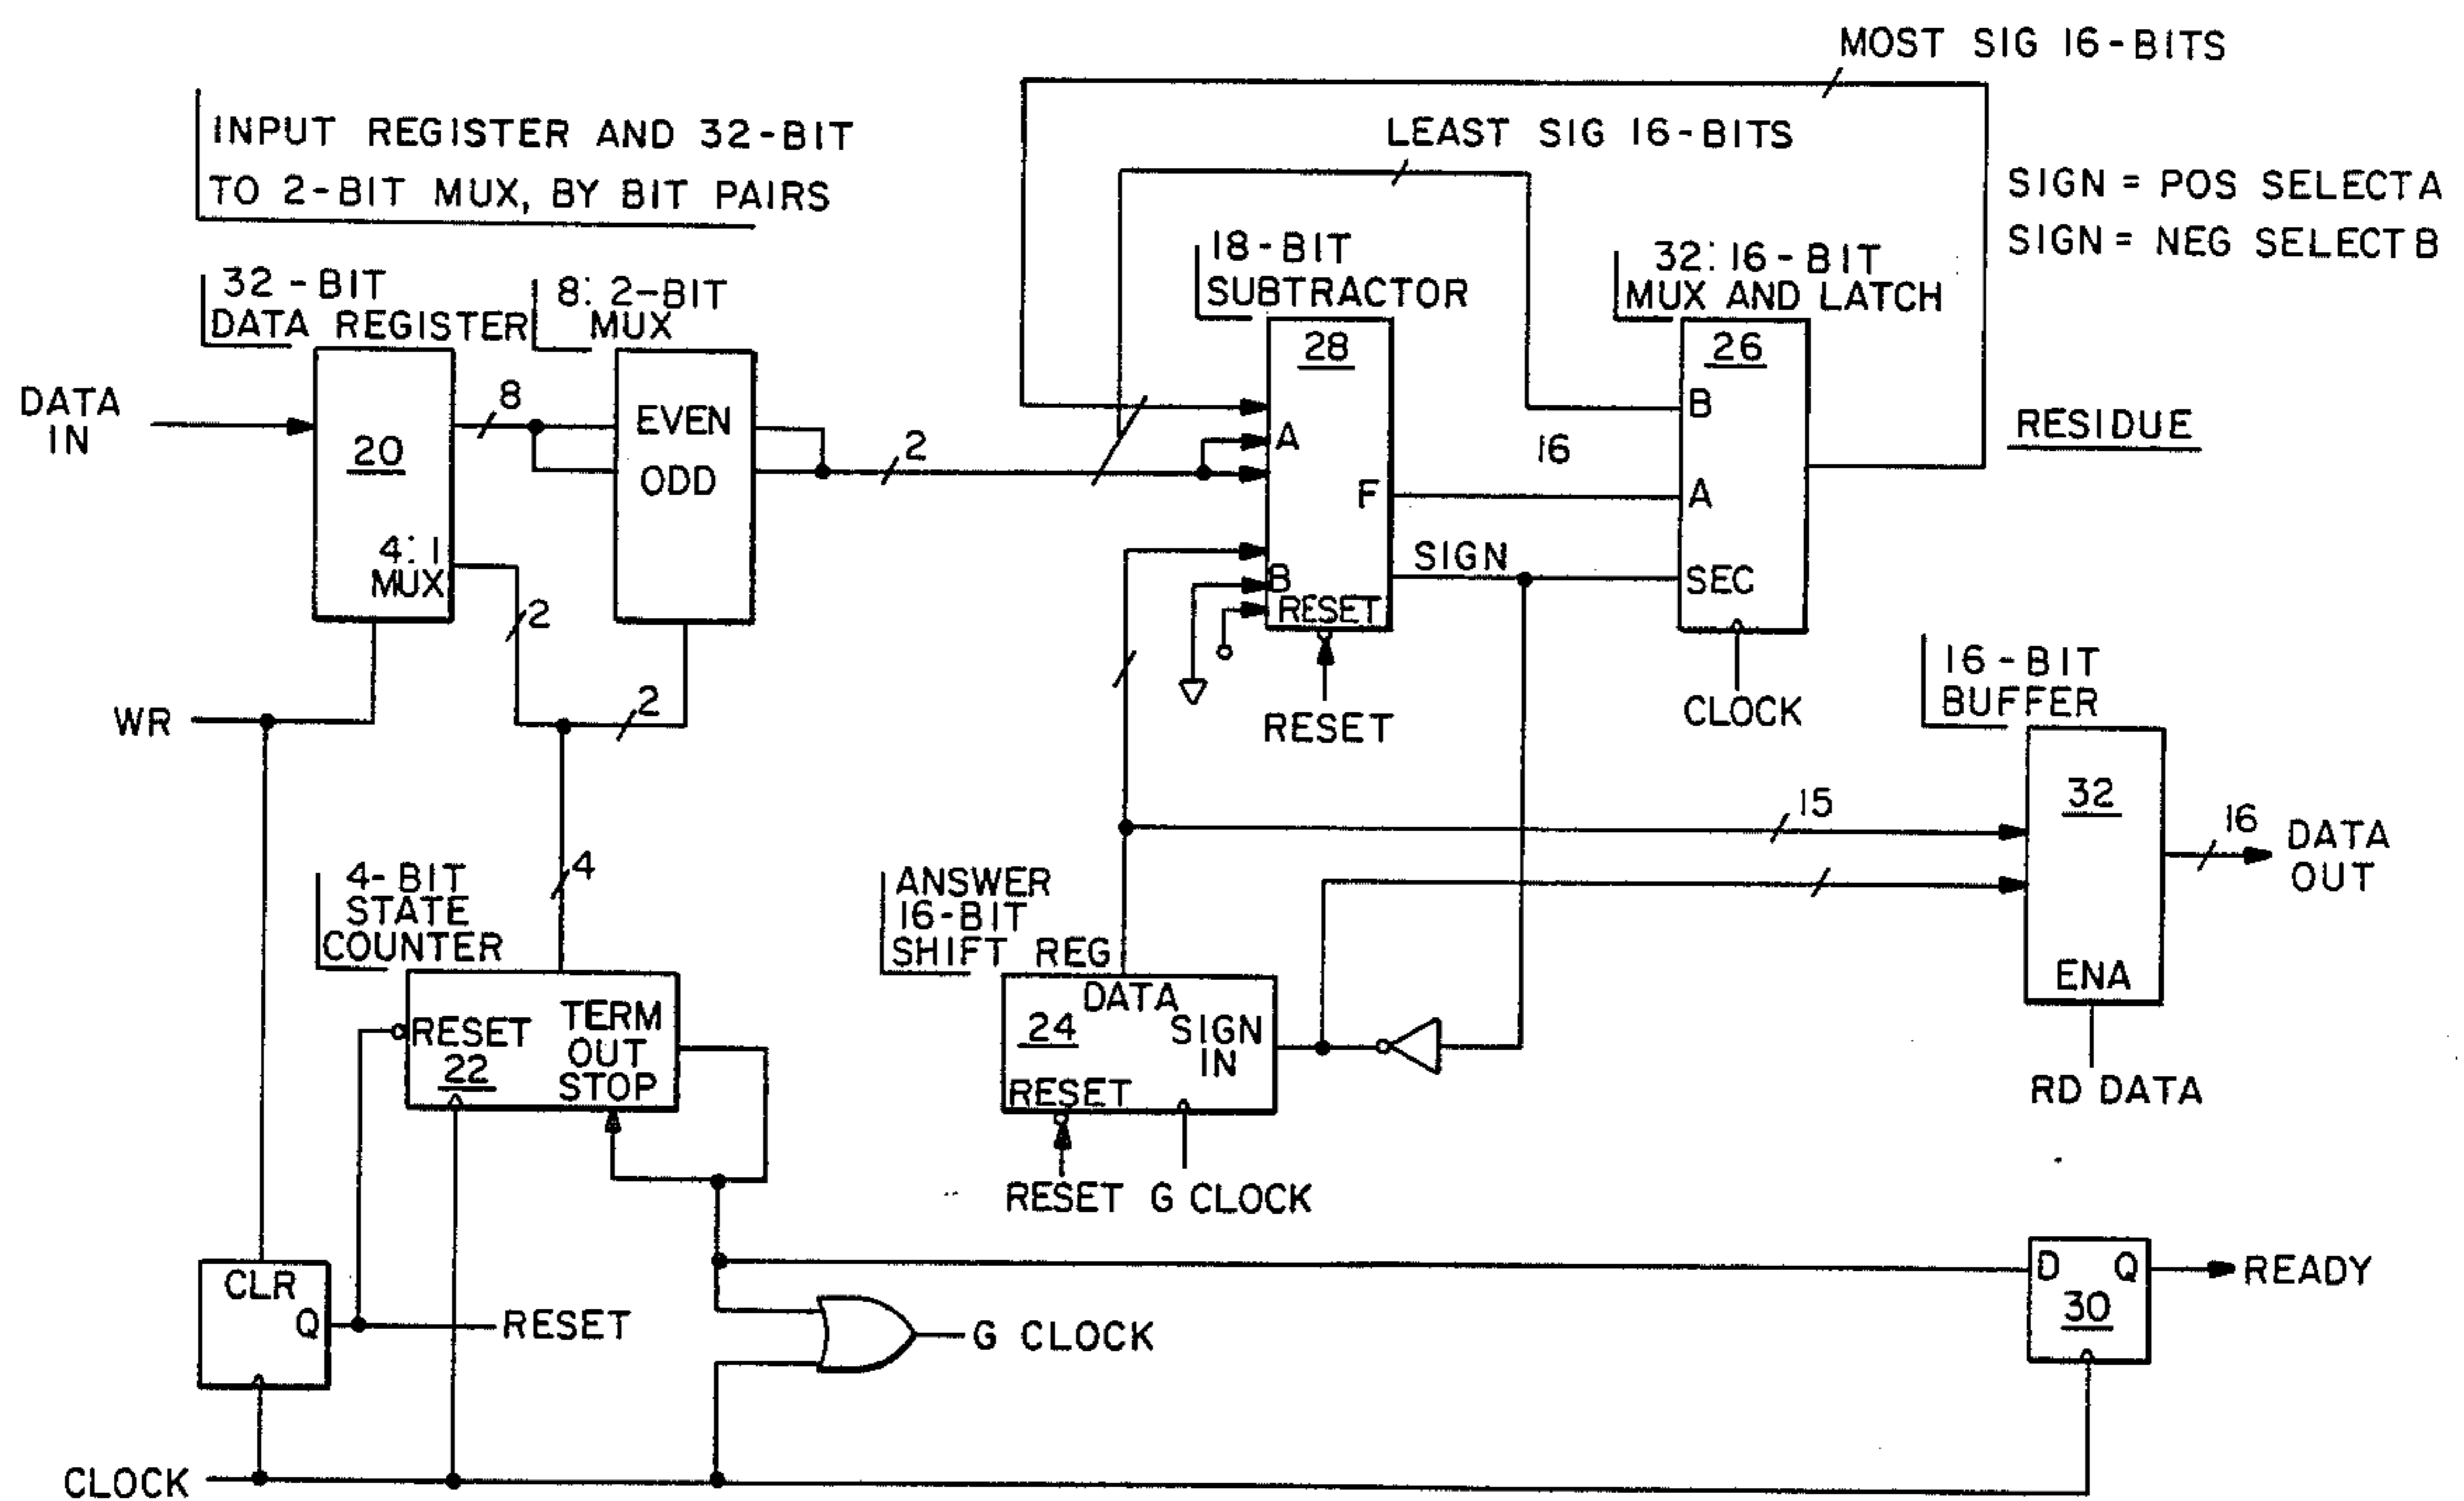 MOST SIG 16-BITS
INPUT REGISTER AND 32-BIT
TO 2-BIT MUX, BY BIT PAIRS
LEAST SIG 16-BITS
SIGN = POS SELECT A
SIGN = NEG SELECT B
32-BIT
DATA REGISTER
8:2-BIT
MUX
18-BIT
SUBTRACTOR
32:16-BIT
MUX AND LATCH
DATA
IN
20
4:1
MUX
8
EVEN
ODD
2
2
2
28
A
F
B
RESET
RESET
16
SIGN
26
B
A
SEC
CLOCK
RESIDUE
WR
16-BIT
BUFFER
32
ENA
15
16
DATA
OUT
RD DATA
4
4-BIT
STATE
COUNTER
RESET
22
TERM
OUT
STOP
ANSWER
16-BIT
SHIFT REG
DATA
24
SIGN
IN
RESET
RESET
G CLOCK
CLR
Q
RESET
G CLOCK
D
Q
30
READY
CLOCK